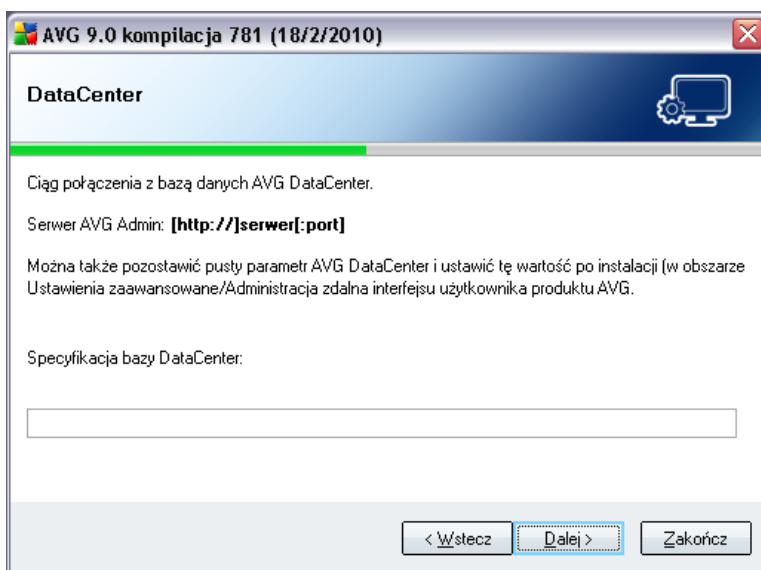 AVG 9.0 kompilacja 781 (18/2/2010)
DataCenter
Ciąg połączenia z bazą danych AVG DataCenter.
Serwer AVG Admin: [http://]serwer[:port]
Można także pozostawić pusty parametr AVG DataCenter i ustawić tę wartość po instalacji (w obszarze
Ustawienia zaawansowane/Administracja zdalna interfejsu użytkownika produktu AVG.
Specyfikacja bazy DataCenter:
< Wstecz Dalej > Zakończ